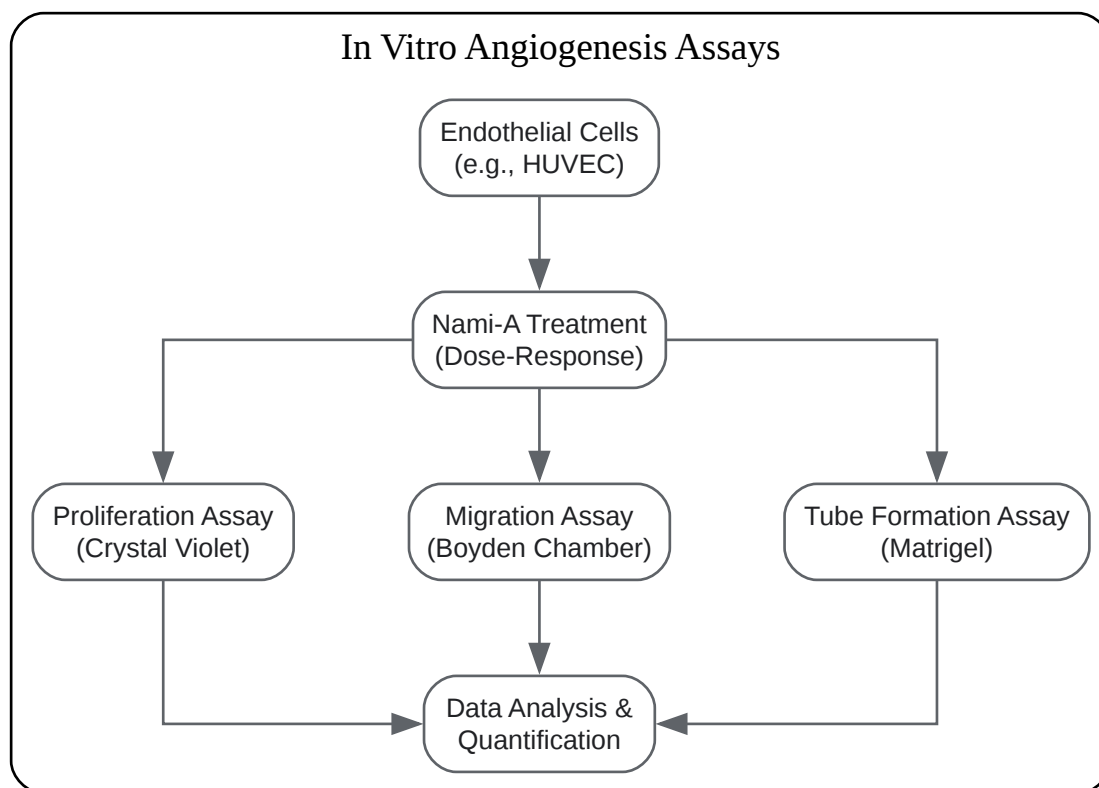 In Vitro Angiogenesis Assays
Endothelial Cells
(e.g., HUVEC)
Nami-A Treatment
(Dose-Response)
Proliferation Assay
(Crystal Violet)
Migration Assay
(Boyden Chamber)
Tube Formation Assay
(Matrigel)
Data Analysis &
Quantification